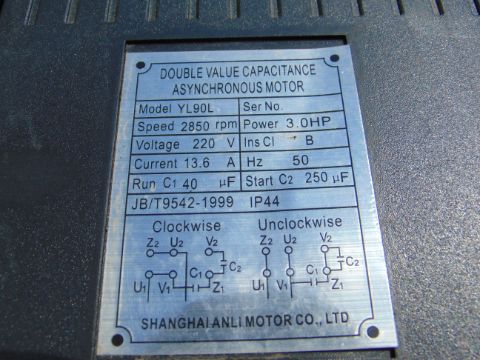 DOUBLE VALUE CAPACITANCE
ASYNCHRONOUS MOTOR
Model YL90L Ser No.
Speed 2850 rpm Power 3.0HP
Voltage 220 V Ins Cl B
Current 13.6 A Hz 50
Run C1 40 μF Start C2 250 μF
JB/T9542-1999 IP44
Clockwise Unclockwise
Z2 U2 V2 Z2 U2 V2
C1 C2 C1 C2
U1 V1 Z1 U1 V1 Z1
SHANGHAI ANLI MOTOR CO., LTD